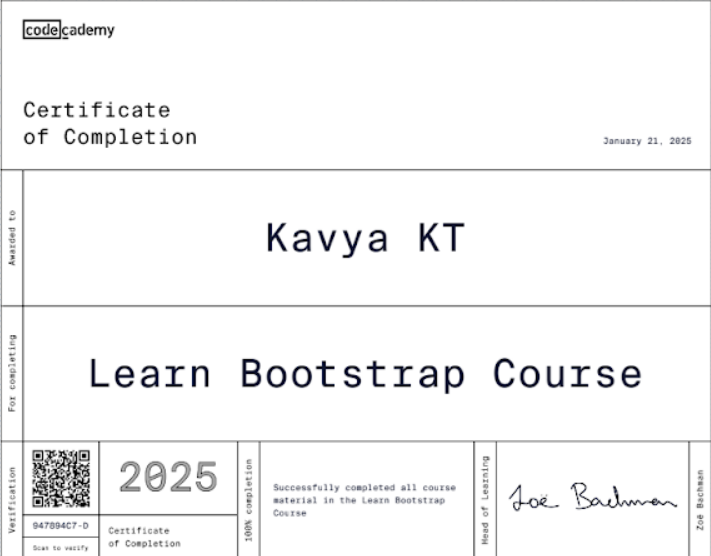 codecademy
Certificate
of Completion
January 21, 2025
Awarded to
Kavya KT
For completing
Learn Bootstrap Course
Verification
947894C7-D
Scan to verify
2025
Certificate
of Completion
100% completion
Successfully completed all course
material in the Learn Bootstrap
Course
Head of Learning
Zoë Bachman
Zoë Bachman